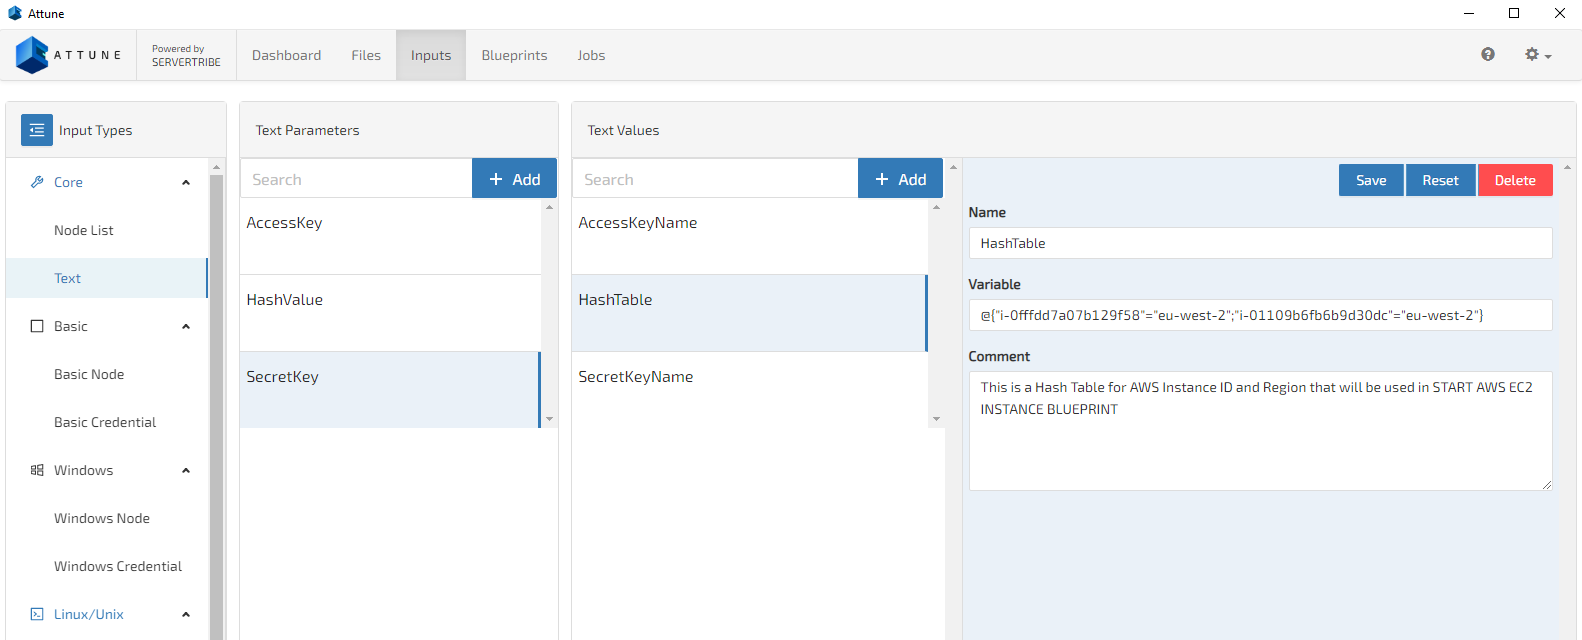 Attune
ATTUNE
Powered by
SERVERTRIBE
Dashboard
Files
Inputs
Blueprints
Jobs
Input Types
Core
Node List
Text
Basic
Basic Node
Basic Credential
Windows
Windows Node
Windows Credential
Linux/Unix
Text Parameters
Search
+ Add
AccessKey
HashValue
SecretKey
Text Values
Search
+ Add
AccessKeyName
HashTable
SecretKeyName
Save
Reset
Delete
Name
HashTable
Variable
@{"i-0fffdd7a07b129f58"="eu-west-2";"i-01109b6fb6b9d30dc"="eu-west-2"}
Comment
This is a Hash Table for AWS Instance ID and Region that will be used in START AWS EC2
INSTANCE BLUEPRINT